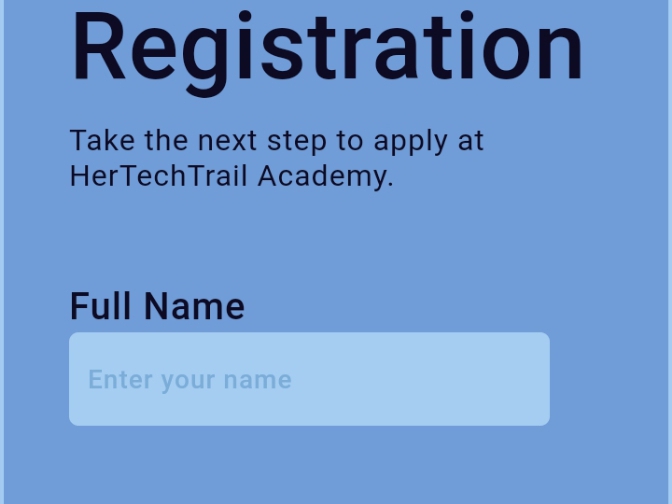 Registration
Take the next step to apply at
HerTechTrail Academy.
Full Name
Enter your name